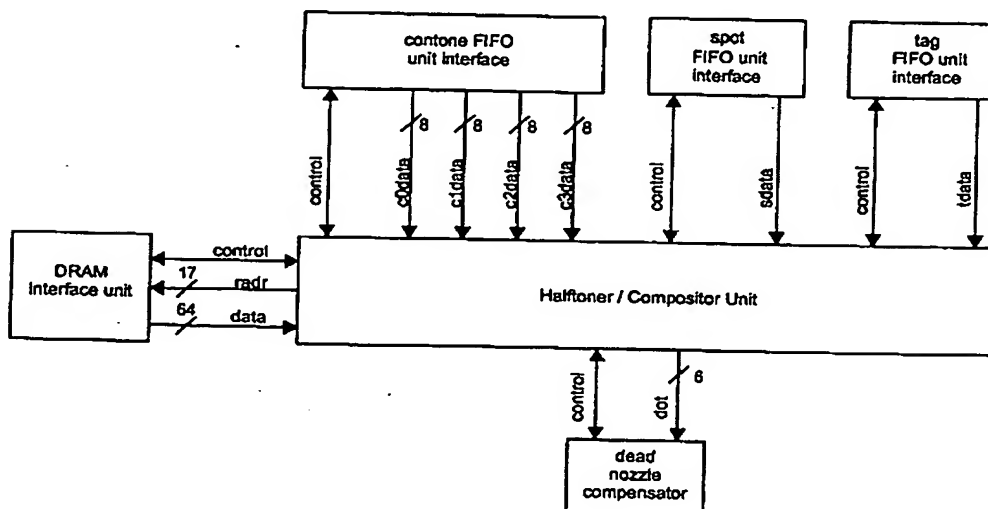 contone FIFO
unit interface
spot
FIFO unit
interface
tag
FIFO unit
interface
8
8
8
8
control
c0data
c1data
c2data
c3data
control
sdata
control
tdata
DRAM
Interface unit
control
17
radr
64
data
Halftoner / Compositor Unit
control
dot
6
dead
nozzle
compensator